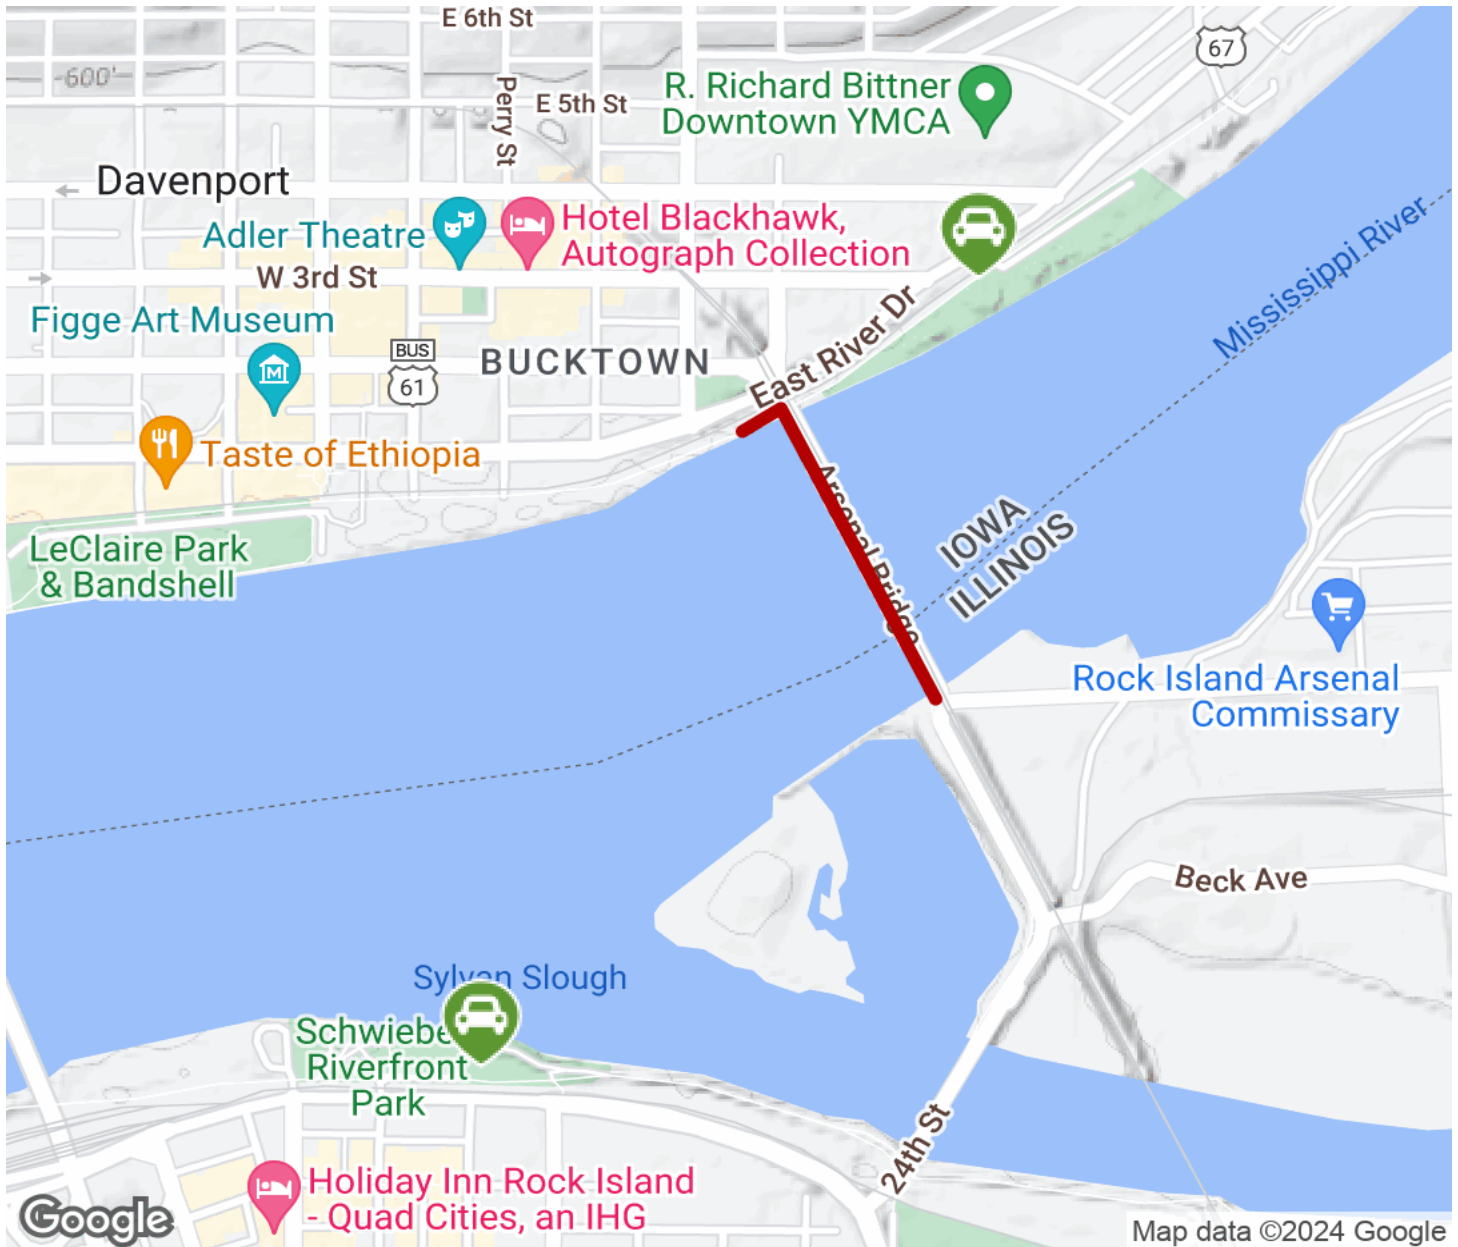 E 6th St
67
-600'-
Perry St
E 5th St
R. Richard Bittner
Downtown YMCA
Davenport
Adler Theatre
Hotel Blackhawk,
Autograph Collection
W 3rd St
Mississippi River
Figge Art Museum
BUS
61
BUCKTOWN
East River Dr
Taste of Ethiopia
Arsenal Bridge
IOWA
ILLINOIS
LeClaire Park
& Bandshell
Rock Island Arsenal
Commissary
Beck Ave
Sylvan Slough
Schwiebe
Riverfront
Park
24th St
Holiday Inn Rock Island
- Quad Cities, an IHG
Google
Map data ©2024 Google